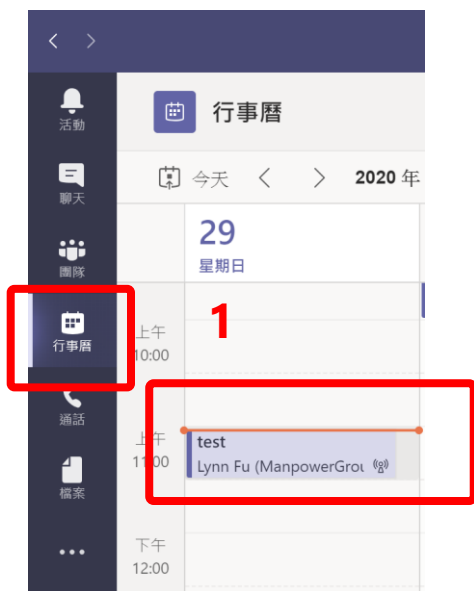 活動
行事曆
聊天
今天
2020 年
團隊
29
星期日
行事曆
1
上午
10:00
通話
上午
11:00
test
Lynn Fu (ManpowerGrou
檔案
下午
12:00